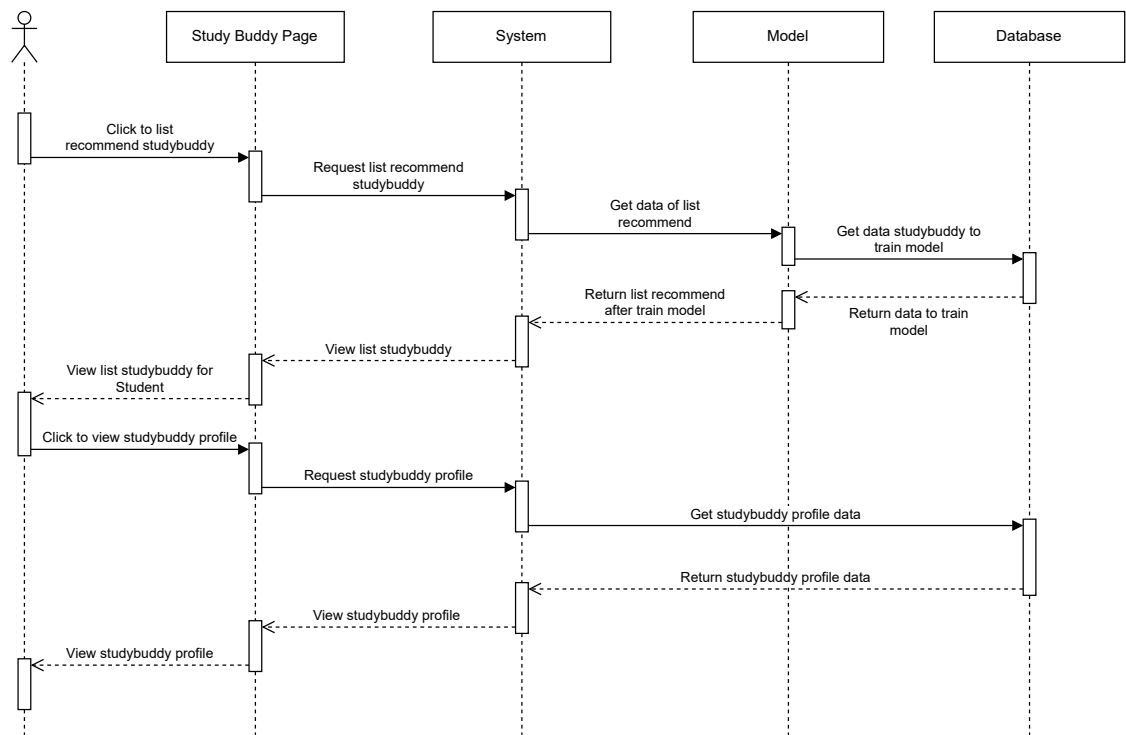 Study Buddy Page
System
Model
Database
Click to list
recommend studybuddy
Request list recommend
studybuddy
Get data of list
recommend
Get data studybuddy to
train model
Return data to train
model
Return list recommend
after train model
View list studybuddy
View list studybuddy for
Student
Click to view studybuddy profile
Request studybuddy profile
Get studybuddy profile data
Return studybuddy profile data
View studybuddy profile
View studybuddy profile